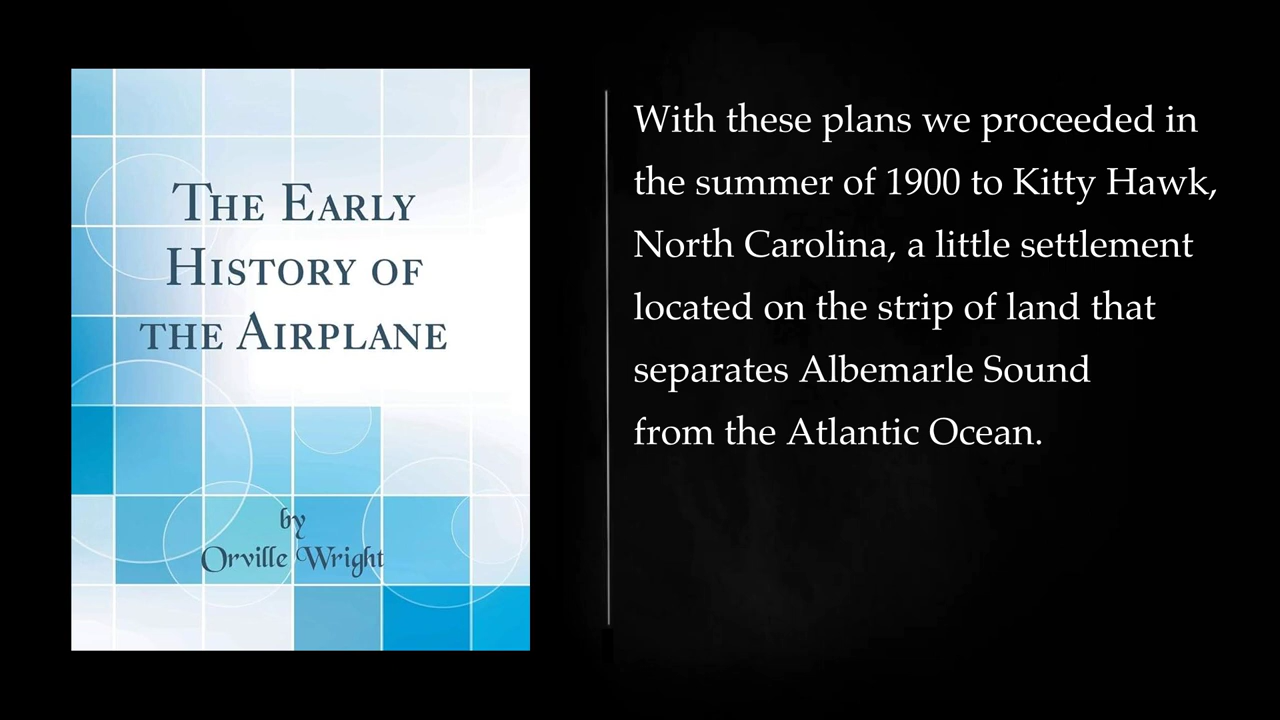 The Early
History of
the Airplane
by
Orville Wright
With these plans we proceeded in
the summer of 1900 to Kitty Hawk,
North Carolina, a little settlement
located on the strip of land that
separates Albemarle Sound
from the Atlantic Ocean.